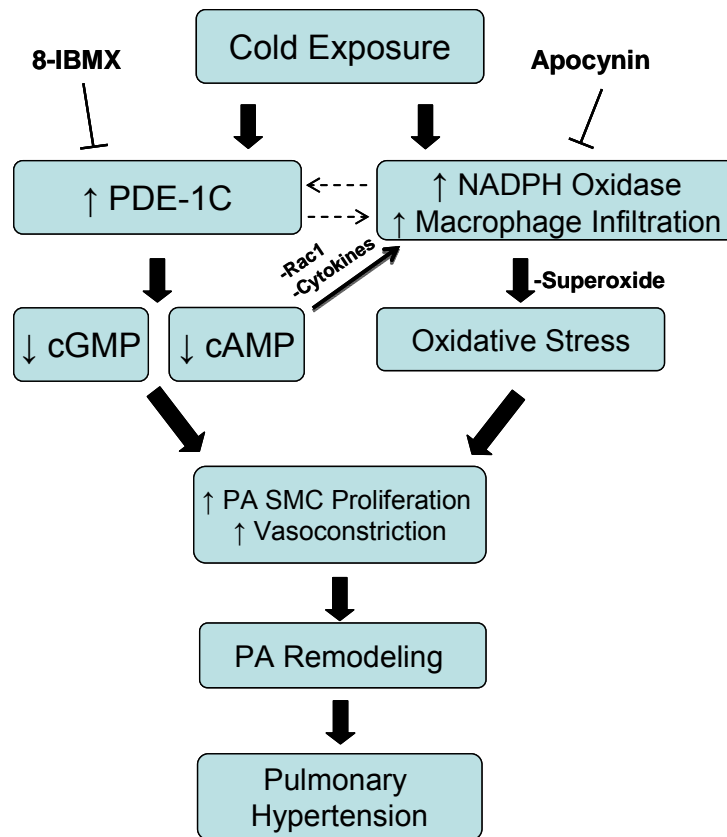 Cold Exposure
8-IBMX
Apocynin
↑ PDE-1C
↑ NADPH Oxidase
↑ Macrophage Infiltration
-Rac1
-Cytokines
-Superoxide
↓ cGMP
↓ cAMP
Oxidative Stress
↑ PA SMC Proliferation
↑ Vasoconstriction
PA Remodeling
Pulmonary
Hypertension